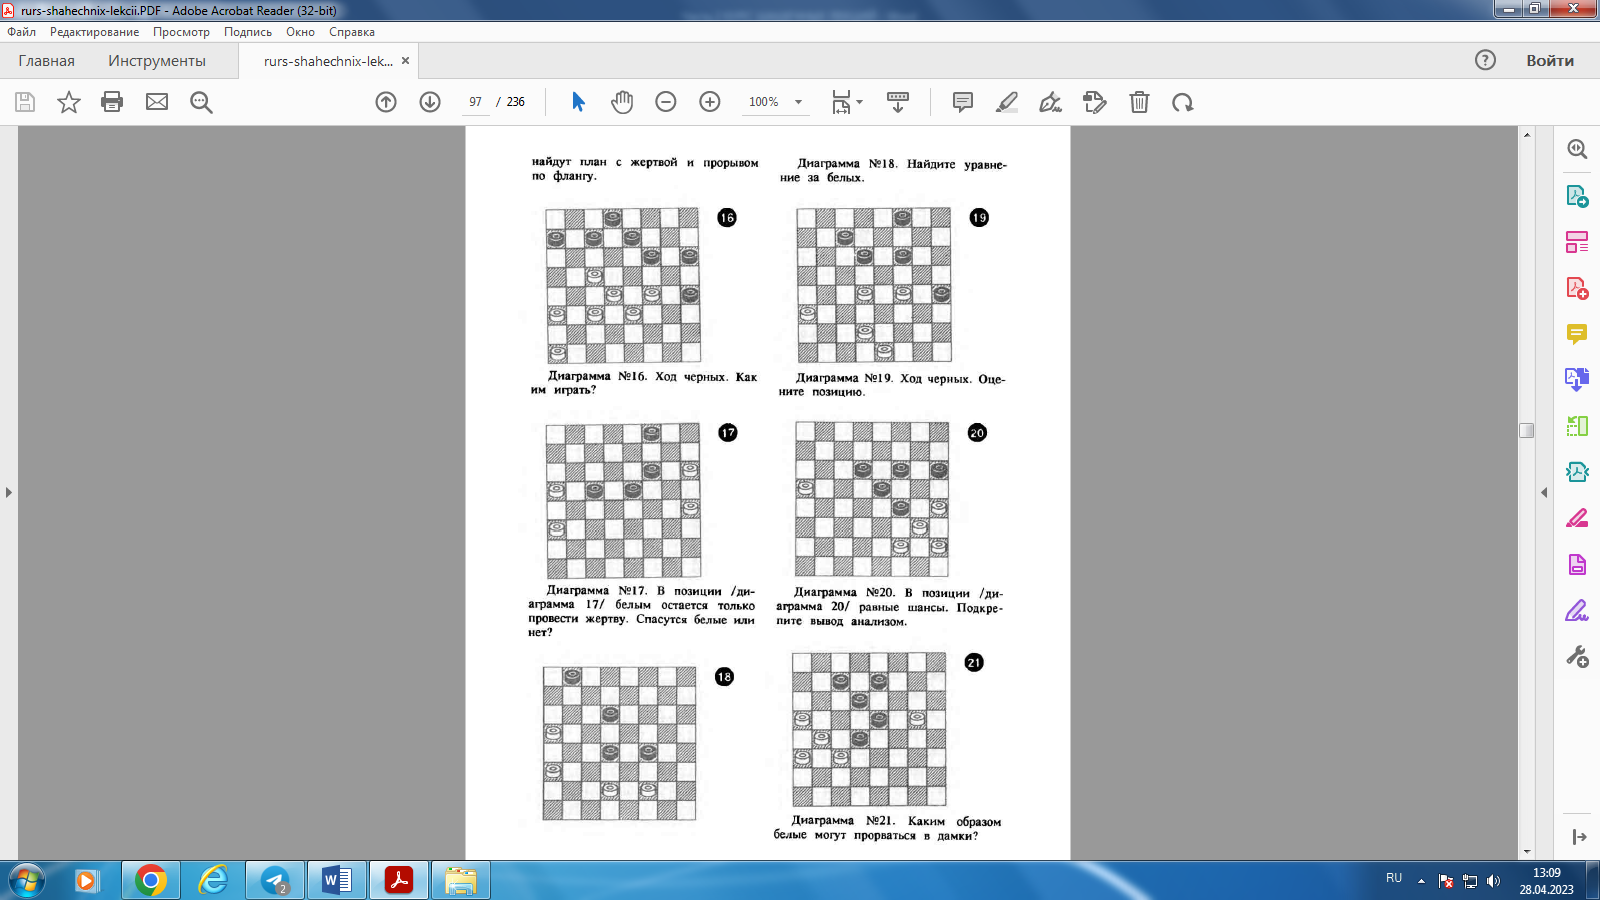 rurs-shahechnix-lekcii.PDF - Adobe Acrobat Reader (32-bit)
Файл Редактирование Просмотр Подпись Окно Справка
Главная Инструменты rurs-shahechnix-lek... × Войти
97 / 236 100%
найдут план с жертвой и прорывом
по флангу.
16
Диаграмма №16. Ход черных. Как
им играть?
17
Диаграмма №17. В позиции /ди-
аграмма 17/ белым остается только
провести жертву. Спасутся белые или
нет?
18
Диаграмма №18. Найдите уравне-
ние за белых.
19
Диаграмма №19. Ход черных. Оце-
ните позицию.
20
Диаграмма №20. В позиции /ди-
аграмма 20/ равные шансы. Подкре-
пите вывод анализом.
21
Диаграмма №21. Каким образом
белые могут прорваться в дамки?
2
RU
13:09
28.04.2023